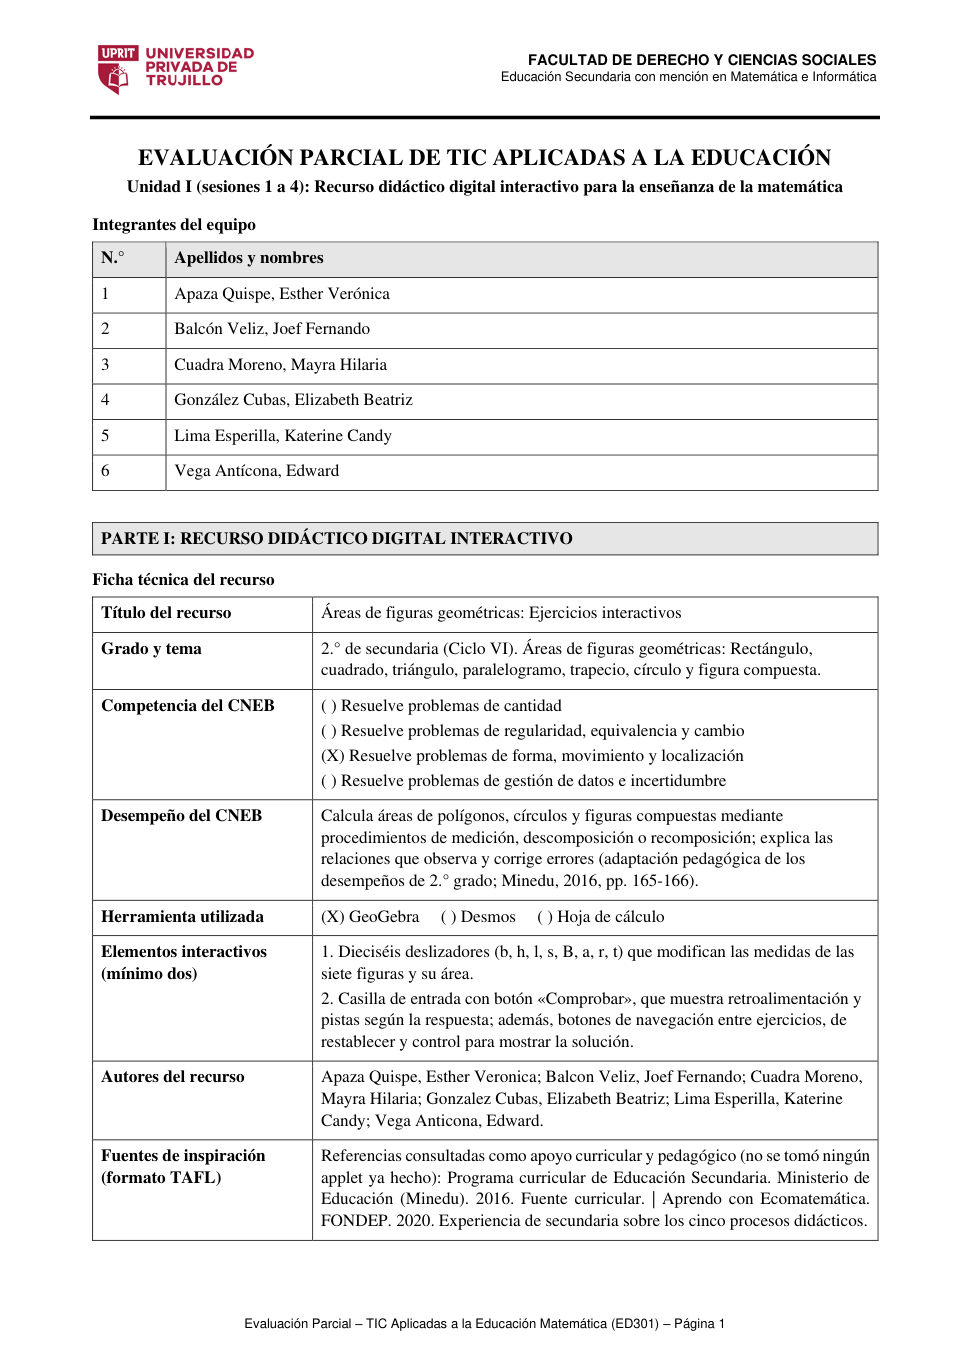 UPRIT
UNIVERSIDAD
PRIVADA DE
TRUJILLO
FACULTAD DE DERECHO Y CIENCIAS SOCIALES
Educación Secundaria con mención en Matemática e Informática
EVALUACIÓN PARCIAL DE TIC APLICADAS A LA EDUCACIÓN
Unidad I (sesiones 1 a 4): Recurso didáctico digital interactivo para la enseñanza de la matemática
Integrantes del equipo
N.° Apellidos y nombres
1 Apaza Quispe, Esther Verónica
2 Balcón Veliz, Joef Fernando
3 Cuadra Moreno, Mayra Hilaria
4 González Cubas, Elizabeth Beatriz
5 Lima Esperilla, Katerine Candy
6 Vega Antícona, Edward
PARTE I: RECURSO DIDÁCTICO DIGITAL INTERACTIVO
Ficha técnica del recurso
Título del recurso Áreas de figuras geométricas: Ejercicios interactivos
Grado y tema 2.° de secundaria (Ciclo VI). Áreas de figuras geométricas: Rectángulo,
cuadrado, triángulo, paralelogramo, trapecio, círculo y figura compuesta.
Competencia del CNEB ( ) Resuelve problemas de cantidad
( ) Resuelve problemas de regularidad, equivalencia y cambio
(X) Resuelve problemas de forma, movimiento y localización
( ) Resuelve problemas de gestión de datos e incertidumbre
Desempeño del CNEB Calcula áreas de polígonos, círculos y figuras compuestas mediante
procedimientos de medición, descomposición o recomposición; explica las
relaciones que observa y corrige errores (adaptación pedagógica de los
desempeños de 2.° grado; Minedu, 2016, pp. 165-166).
Herramienta utilizada (X) GeoGebra ( ) Desmos ( ) Hoja de cálculo
Elementos interactivos 1. Dieciséis deslizadores (b, h, l, s, B, a, r, t) que modifican las medidas de las
(mínimo dos) siete figuras y su área.
2. Casilla de entrada con botón «Comprobar», que muestra retroalimentación y
pistas según la respuesta; además, botones de navegación entre ejercicios, de
restablecer y control para mostrar la solución.
Autores del recurso Apaza Quispe, Esther Veronica; Balcon Veliz, Joef Fernando; Cuadra Moreno,
Mayra Hilaria; Gonzalez Cubas, Elizabeth Beatriz; Lima Esperilla, Katerine
Candy; Vega Anticona, Edward.
Fuentes de inspiración Referencias consultadas como apoyo curricular y pedagógico (no se tomó ningún
(formato TAFL) applet ya hecho): Programa curricular de Educación Secundaria. Ministerio de
Educación (Minedu). 2016. Fuente curricular. | Aprendo con Ecomatemática.
FONDEP. 2020. Experiencia de secundaria sobre los cinco procesos didácticos.
Evaluación Parcial – TIC Aplicadas a la Educación Matemática (ED301) – Página 1